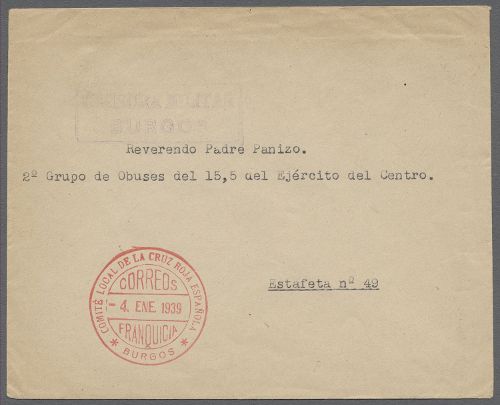 CENSURA MILITAR
BURGOS
Reverendo Padre Panizo.
2º Grupo de Obuses del 15,5 del Ejército del Centro.
Estafeta nº 49
COMITÉ LOCAL DE LA CRUZ ROJA ESPAÑOLA
CORREOS
- 4. ENE 1939
FRANQUICIA
* BURGOS *